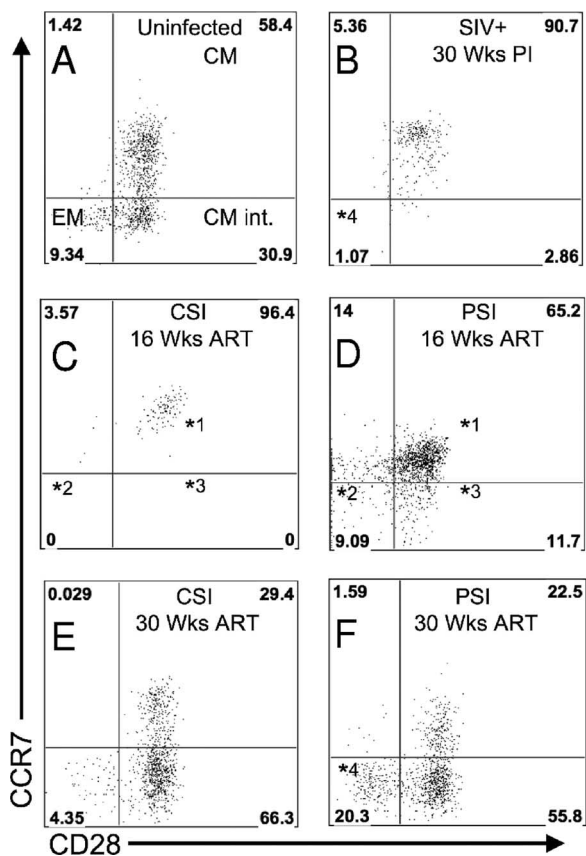 1.42 Uninfected 58.4
A CM
EM CM int.
9.34 30.9
5.36 SIV+ 90.7
B 30 Wks PI
*4
1.07 2.86
3.57 CSI 96.4
C 16 Wks ART
*1
*2 *3
0 0
14 PSI 65.2
D 16 Wks ART
*1
*2 *3
9.09 11.7
0.029 CSI 29.4
E 30 Wks ART
4.35 66.3
1.59 PSI 22.5
F 30 Wks ART
*4
20.3 55.8
CCR7
CD28